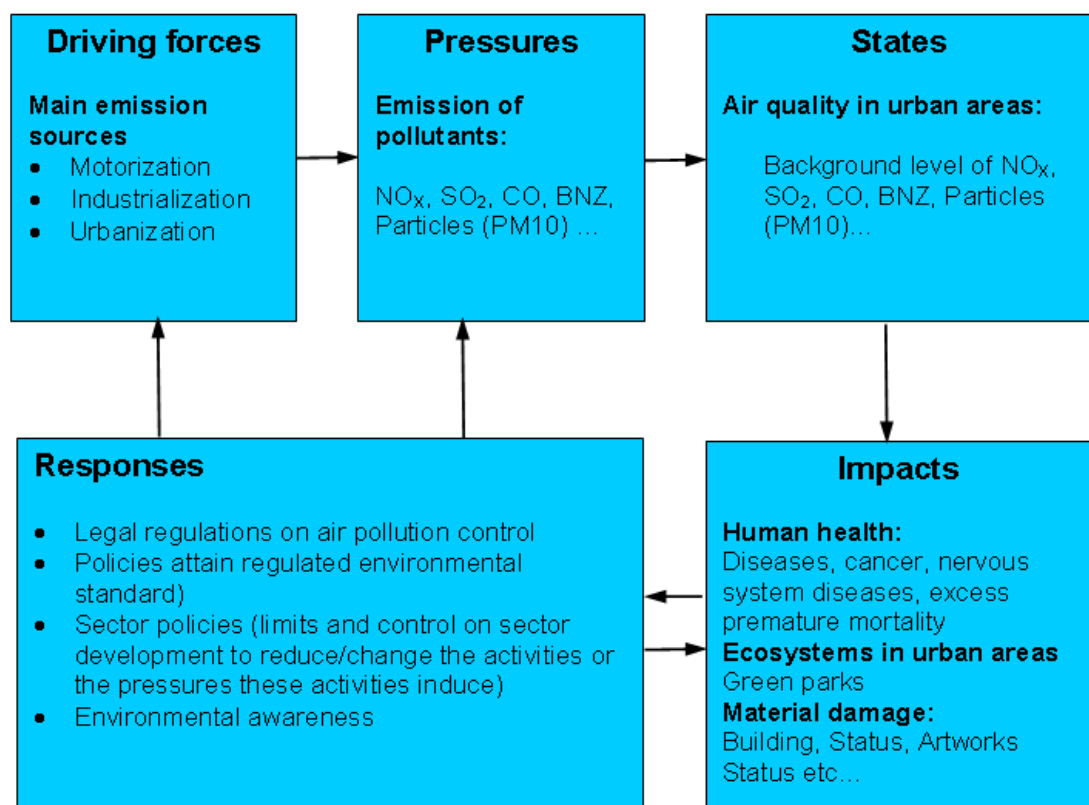 Driving forces
Main emission
sources
• Motorization
• Industrialization
• Urbanization
Pressures
Emission of
pollutants:
NOX, SO2, CO, BNZ,
Particles (PM10) ...
States
Air quality in urban areas:
Background level of NOX,
SO2, CO, BNZ, Particles
(PM10)...
Responses
• Legal regulations on air pollution control
• Policies attain regulated environmental
standard)
• Sector policies (limits and control on sector
development to reduce/change the activities or
the pressures these activities induce)
• Environmental awareness
Impacts
Human health:
Diseases, cancer, nervous
system diseases, excess
premature mortality
Ecosystems in urban areas
Green parks
Material damage:
Building, Status, Artworks
Status etc...